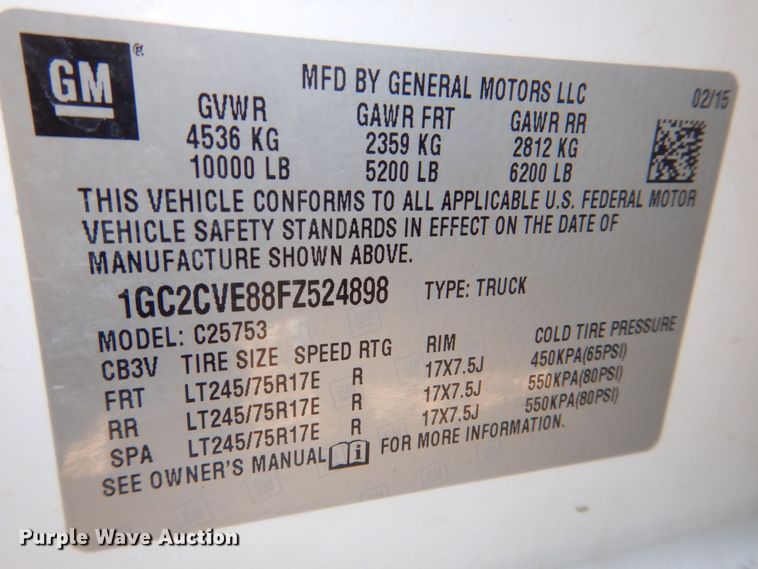 GM
MFD BY GENERAL MOTORS LLC
02/15
GVWR GAWR FRT GAWR RR
4536 KG 2359 KG 2812 KG
10000 LB 5200 LB 6200 LB
THIS VEHICLE CONFORMS TO ALL APPLICABLE U.S. FEDERAL MOTOR
VEHICLE SAFETY STANDARDS IN EFFECT ON THE DATE OF
MANUFACTURE SHOWN ABOVE.
1GC2CVE88FZ524898 TYPE: TRUCK
MODEL: C25753
CB3V TIRE SIZE SPEED RTG RIM COLD TIRE PRESSURE
FRT LT245/75R17E R 17X7.5J 450KPA(65PSI)
RR LT245/75R17E R 17X7.5J 550KPA(80PSI)
SPA LT245/75R17E R 17X7.5J 550KPA(80PSI)
SEE OWNER'S MANUAL i FOR MORE INFORMATION.
Purple Wave Auction